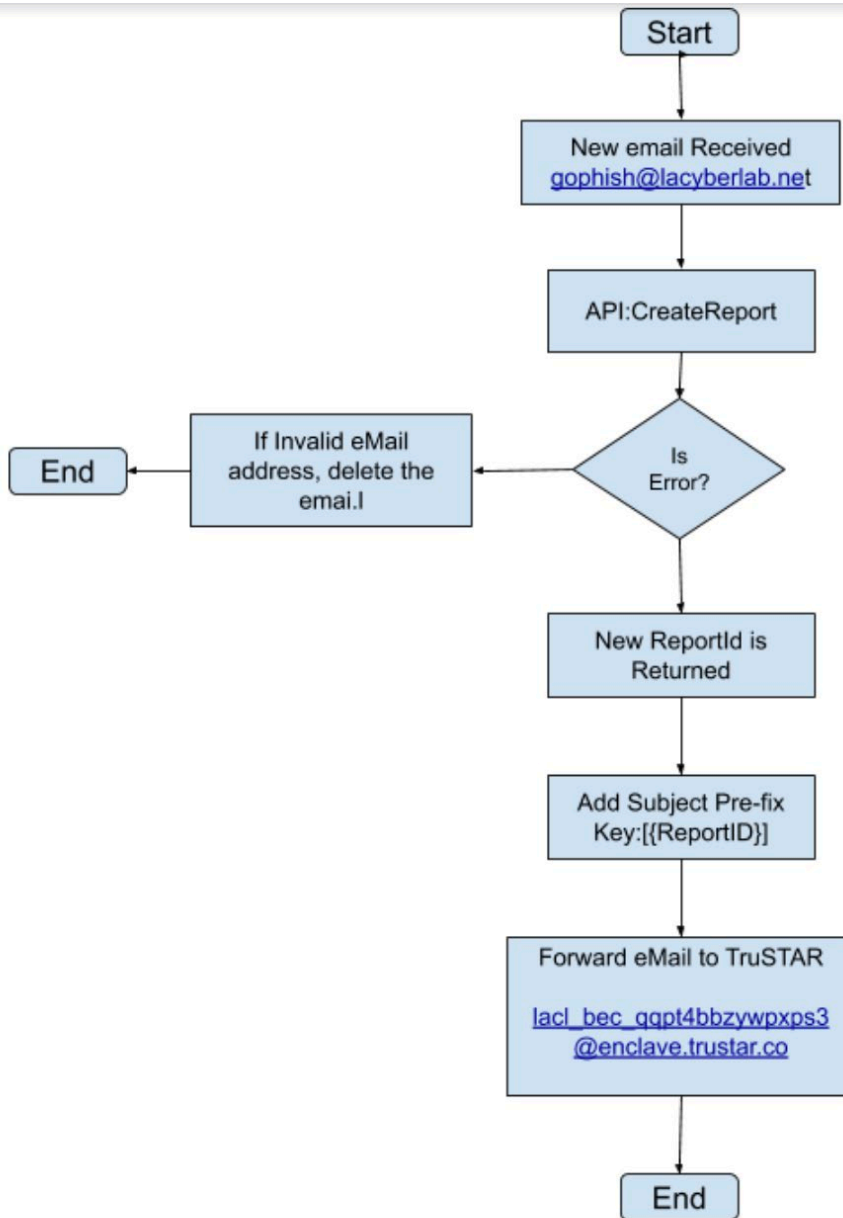 Start
New email Received
gophish@lacyberlab.net
API:CreateReport
Is
Error?
If Invalid eMail
address, delete the
emai.l
End
New ReportId is
Returned
Add Subject Pre-fix
Key:[{ReportID}]
Forward eMail to TruSTAR
lacl_bec_qqpt4bbzywpxps3
@enclave.trustar.co
End